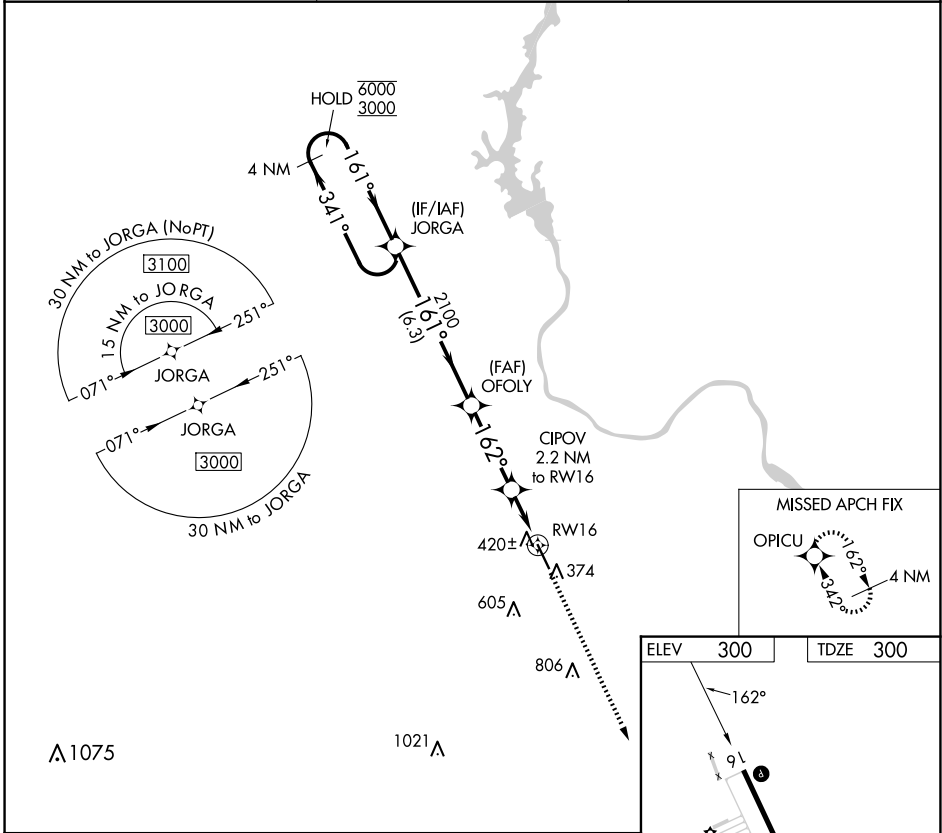 HOLD 6000
3000
4 NM
161°
341°
(IF/IAF)
JORGA
2100
161°
(6.3)
(FAF)
OFOLY
162°
CIPOV
2.2 NM
to RW16
RW16
420±
374
605
806
1021
1075
30 NM to JORGA (NoPT)
3100
15 NM to JORGA
3000
071°
251°
JORGA
071°
251°
JORGA
3000
30 NM to JORGA
MISSED APCH FIX
OPICU
162°
342°
4 NM
ELEV 300
TDZE 300
162°
x
x
16
P